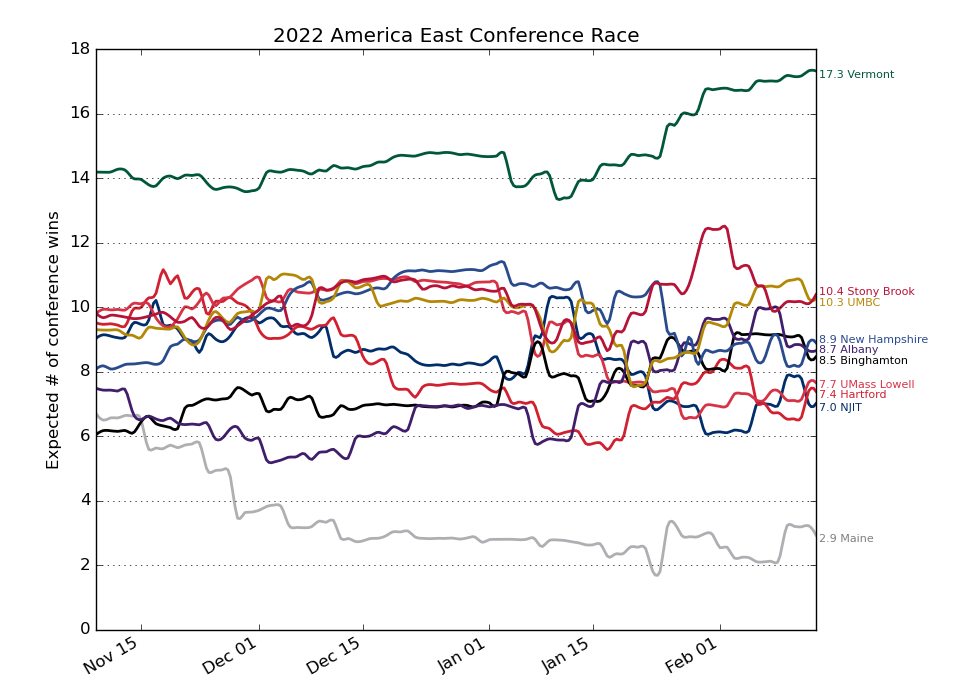 2022 America East Conference Race
Expected # of conference wins
18
16
14
12
10
8
6
4
2
0
Nov 15
Dec 01
Dec 15
Jan 01
Jan 15
Feb 01
17.3 Vermont
10.4 Stony Brook
10.3 UMBC
8.9 New Hampshire
8.7 Albany
8.5 Binghamton
7.7 UMass Lowell
7.4 Hartford
7.0 NJIT
2.9 Maine